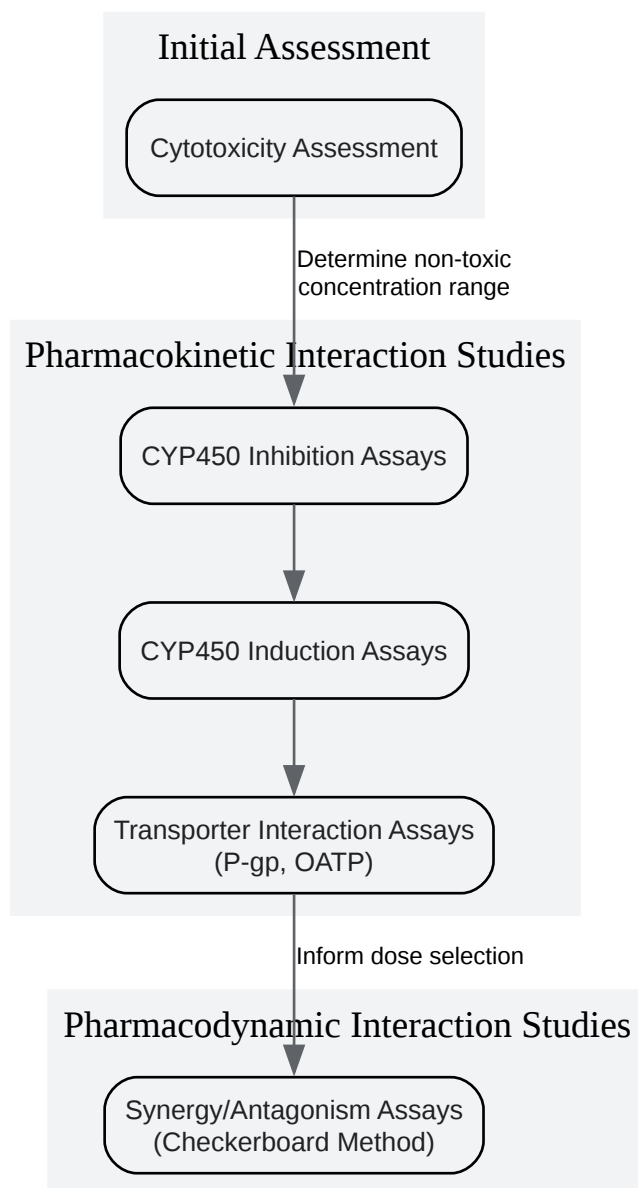 Initial Assessment
Cytotoxicity Assessment
Determine non-toxic
concentration range
Pharmacokinetic Interaction Studies
CYP450 Inhibition Assays
CYP450 Induction Assays
Transporter Interaction Assays
(P-gp, OATP)
Inform dose selection
Pharmacodynamic Interaction Studies
Synergy/Antagonism Assays
(Checkerboard Method)